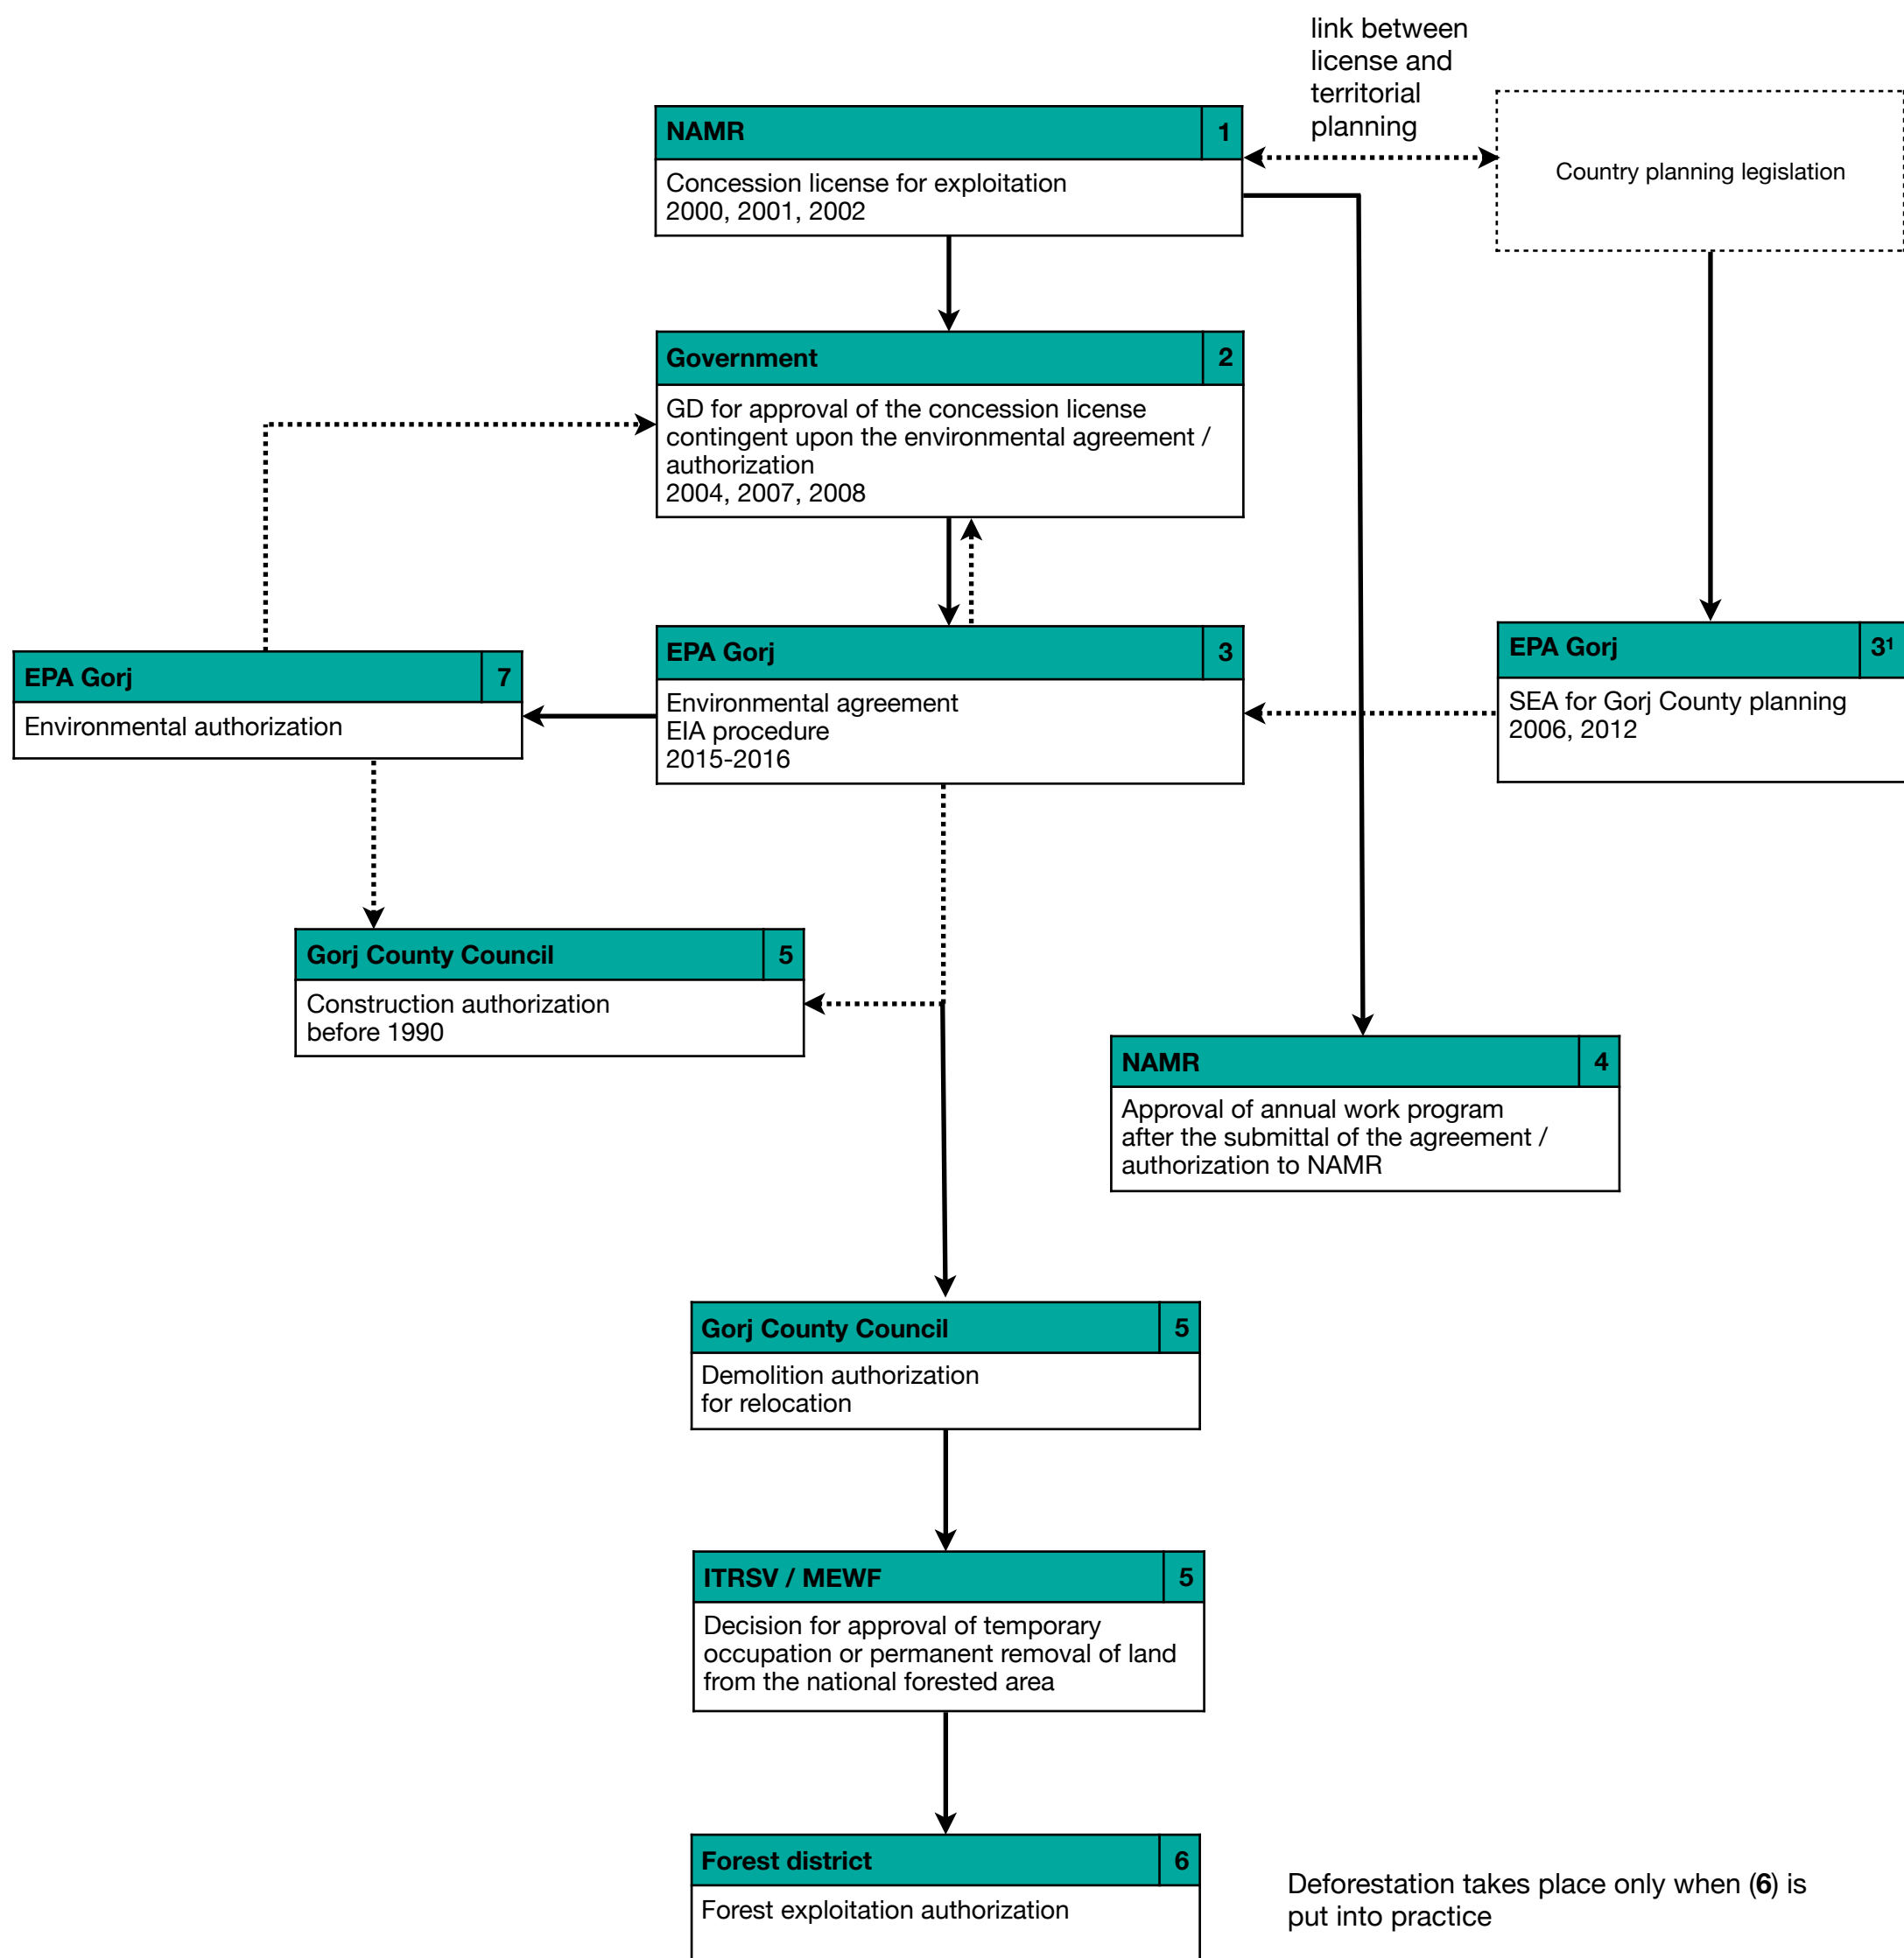 link between
license and
territorial
planning
NAMR 1
Concession license for exploitation
2000, 2001, 2002
Country planning legislation
Government 2
GD for approval of the concession license
contingent upon the environmental agreement /
authorization
2004, 2007, 2008
EPA Gorj 7
Environmental authorization
EPA Gorj 3
Environmental agreement
EIA procedure
2015-2016
EPA Gorj 3¹
SEA for Gorj County planning
2006, 2012
Gorj County Council 5
Construction authorization
before 1990
NAMR 4
Approval of annual work program
after the submittal of the agreement /
authorization to NAMR
Gorj County Council 5
Demolition authorization
for relocation
ITRSV / MEWF 5
Decision for approval of temporary
occupation or permanent removal of land
from the national forested area
Forest district 6
Forest exploitation authorization
Deforestation takes place only when (6) is
put into practice